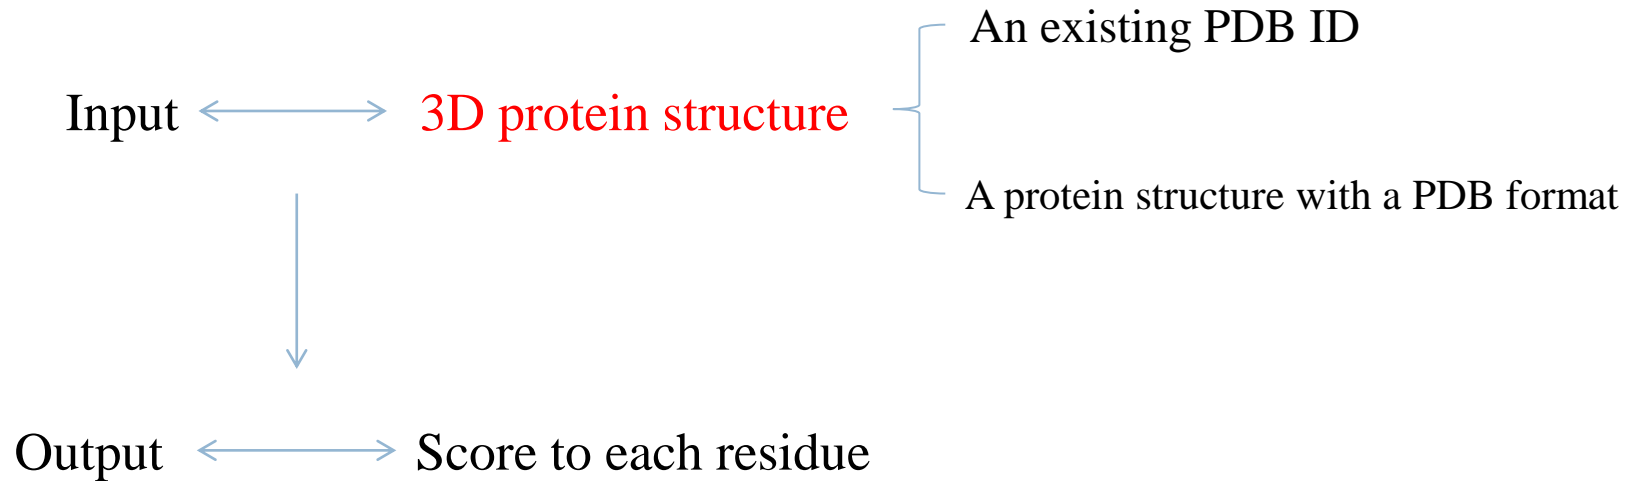 An existing PDB ID
Input
3D protein structure
A protein structure with a PDB format
Output
Score to each residue